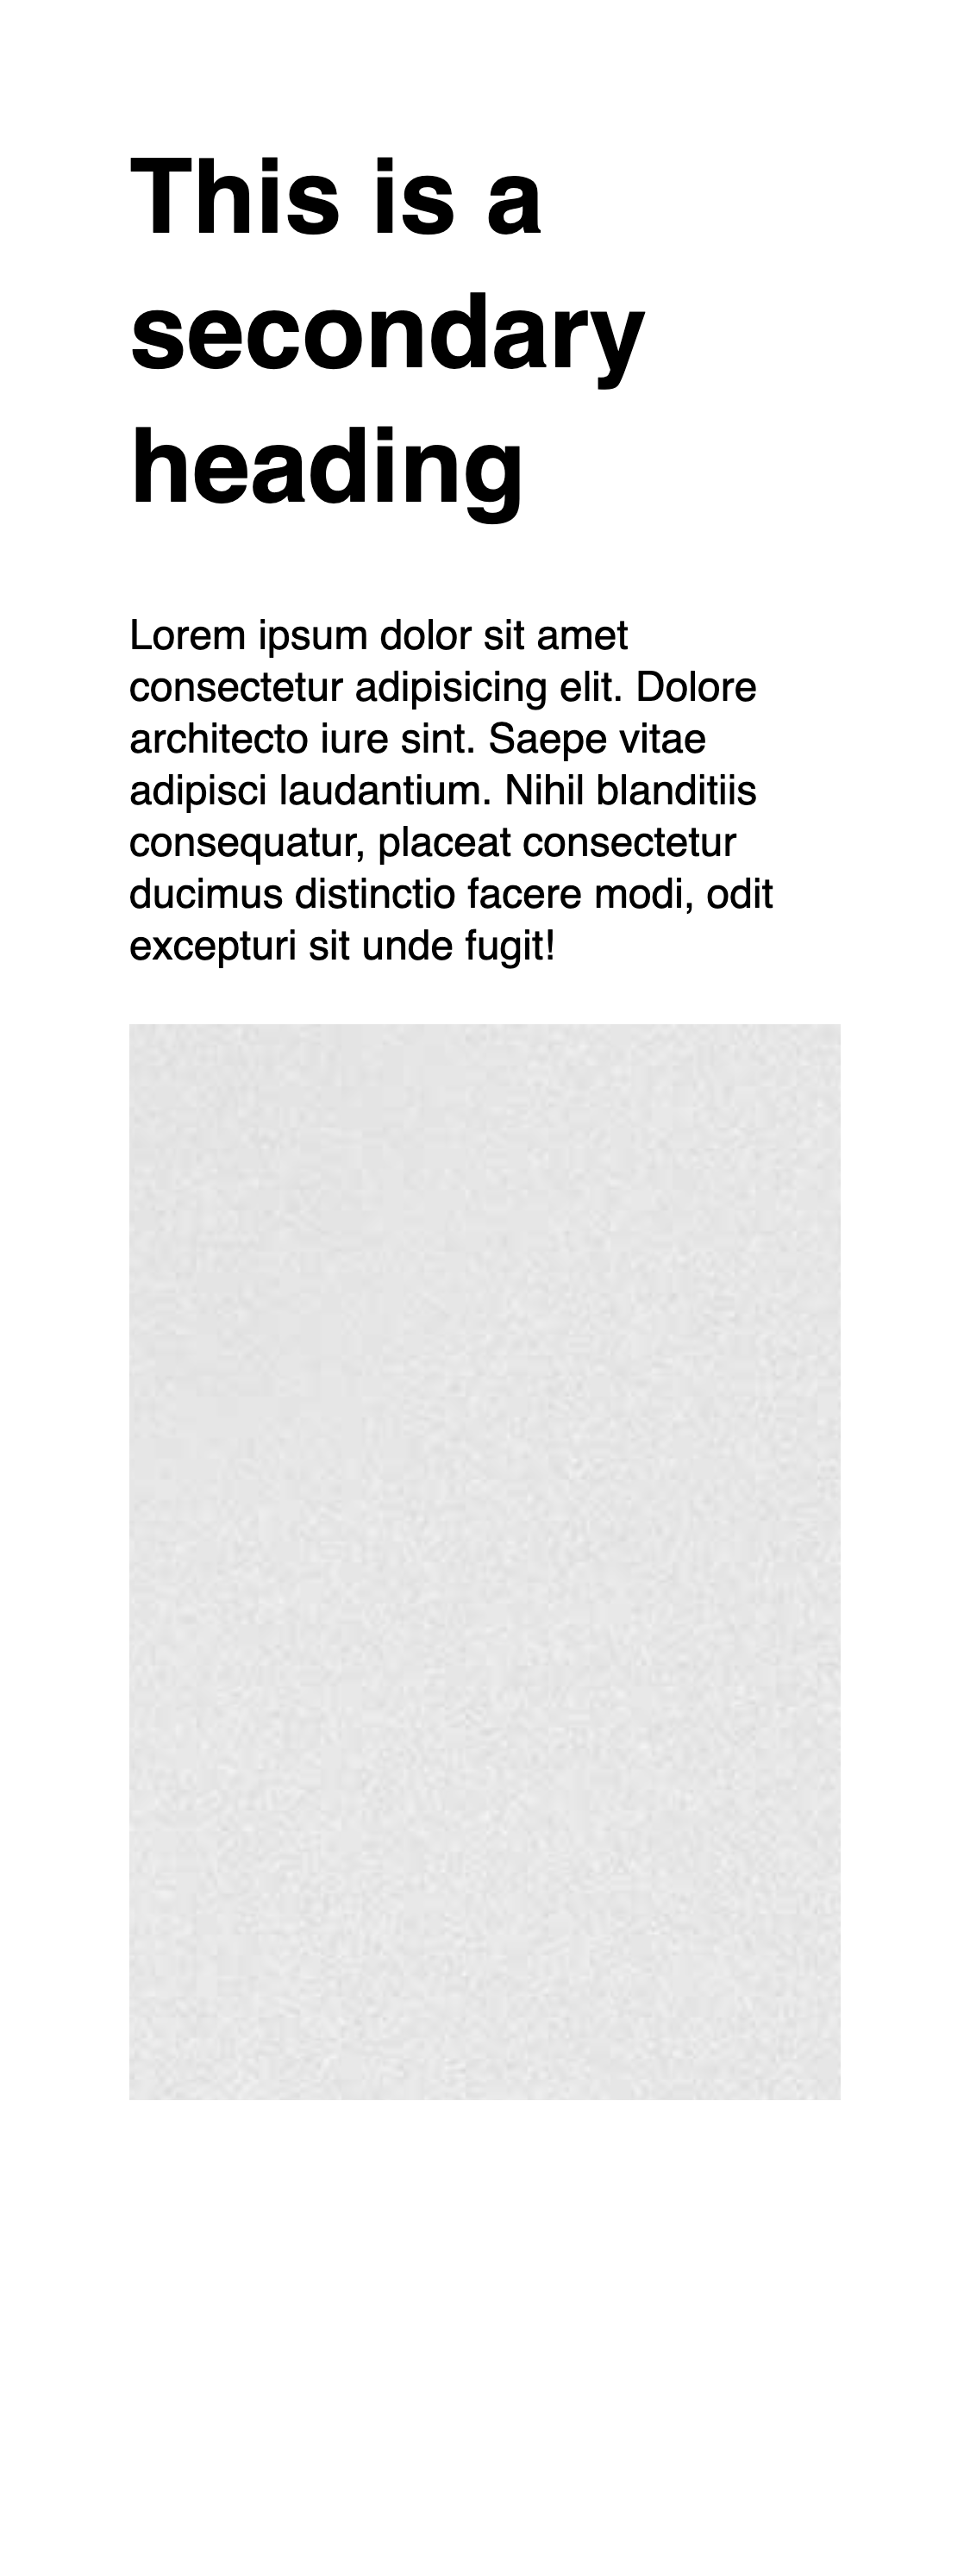 This is a
secondary
heading
Lorem ipsum dolor sit amet
consectetur adipisicing elit. Dolore
architecto iure sint. Saepe vitae
adipisci laudantium. Nihil blanditiis
consequatur, placeat consectetur
ducimus distinctio facere modi, odit
excepturi sit unde fugit!